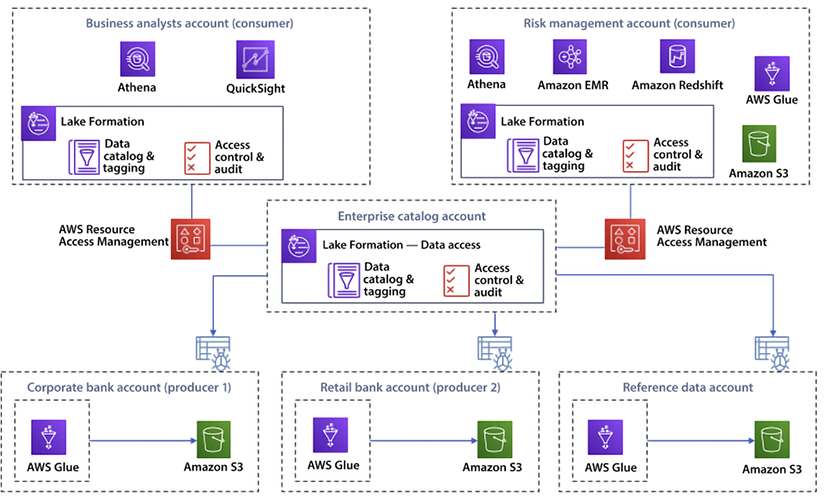 Business analysts account (consumer)
Athena
QuickSight
Lake Formation
Data
catalog &
tagging
Access
control &
audit
Risk management account (consumer)
Athena
Amazon EMR
Amazon Redshift
AWS Glue
Lake Formation
Data
catalog &
tagging
Access
control &
audit
Amazon S3
AWS Resource
Access Management
Enterprise catalog account
Lake Formation — Data access
Data
catalog &
tagging
Access
control &
audit
AWS Resource
Access Management
Corporate bank account (producer 1)
AWS Glue
Amazon S3
Retail bank account (producer 2)
AWS Glue
Amazon S3
Reference data account
AWS Glue
Amazon S3